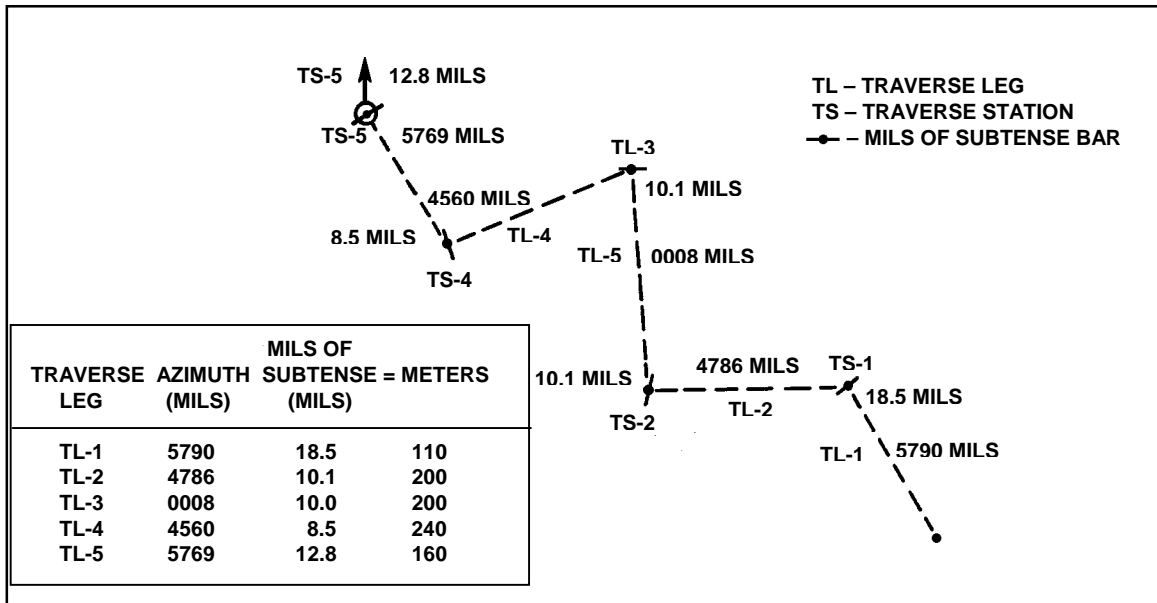 TS-5 12.8 MILS
TS-5
5769 MILS
TL – TRAVERSE LEG
TS – TRAVERSE STATION
– MILS OF SUBTENSE BAR
TL-3
10.1 MILS
4560 MILS
TL-4
8.5 MILS
TS-4
TL-5 0008 MILS
4786 MILS
TS-1
10.1 MILS
TS-2
TL-2
18.5 MILS
TL-1
5790 MILS
MILS OF
TRAVERSE AZIMUTH SUBTENSE = METERS
LEG (MILS) (MILS)
TL-1 5790 18.5 110
TL-2 4786 10.1 200
TL-3 0008 10.0 200
TL-4 4560 8.5 240
TL-5 5769 12.8 160